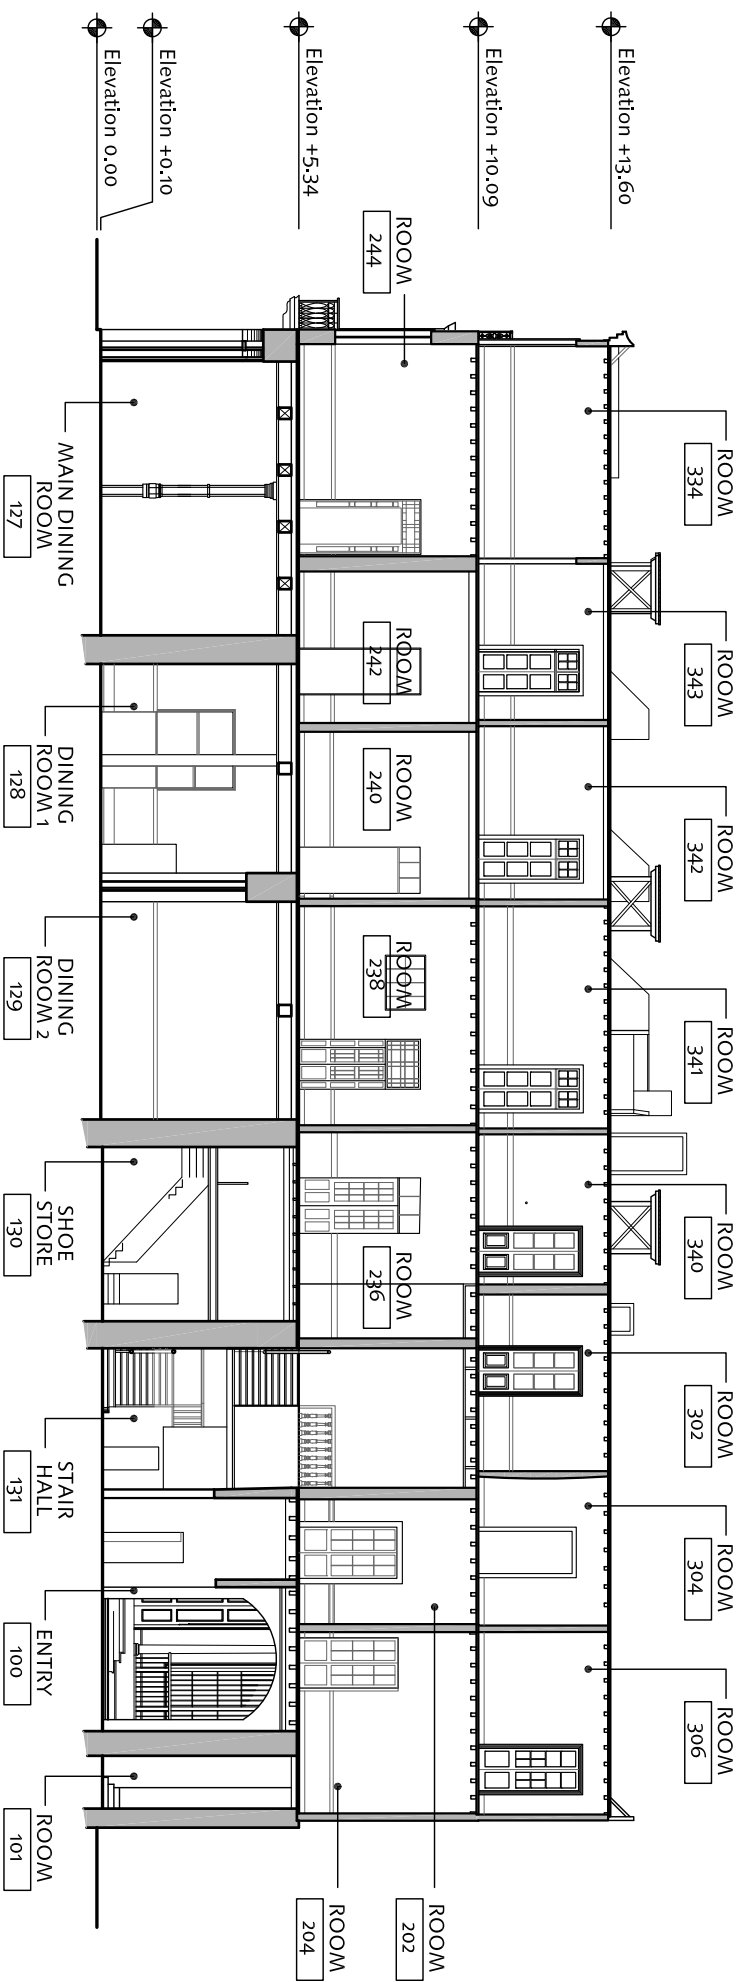 Elevation +13.60
Elevation +10.09
Elevation +5.34
Elevation +0.10
Elevation 0.00
ROOM
334
ROOM
343
ROOM
342
ROOM
341
ROOM
340
ROOM
302
ROOM
304
ROOM
306
ROOM
244
ROOM
242
ROOM
240
ROOM
238
ROOM
236
ROOM
202
ROOM
204
MAIN DINING
ROOM
127
DINING
ROOM 1
128
DINING
ROOM 2
129
SHOE
STORE
130
STAIR
HALL
131
ENTRY
100
ROOM
101